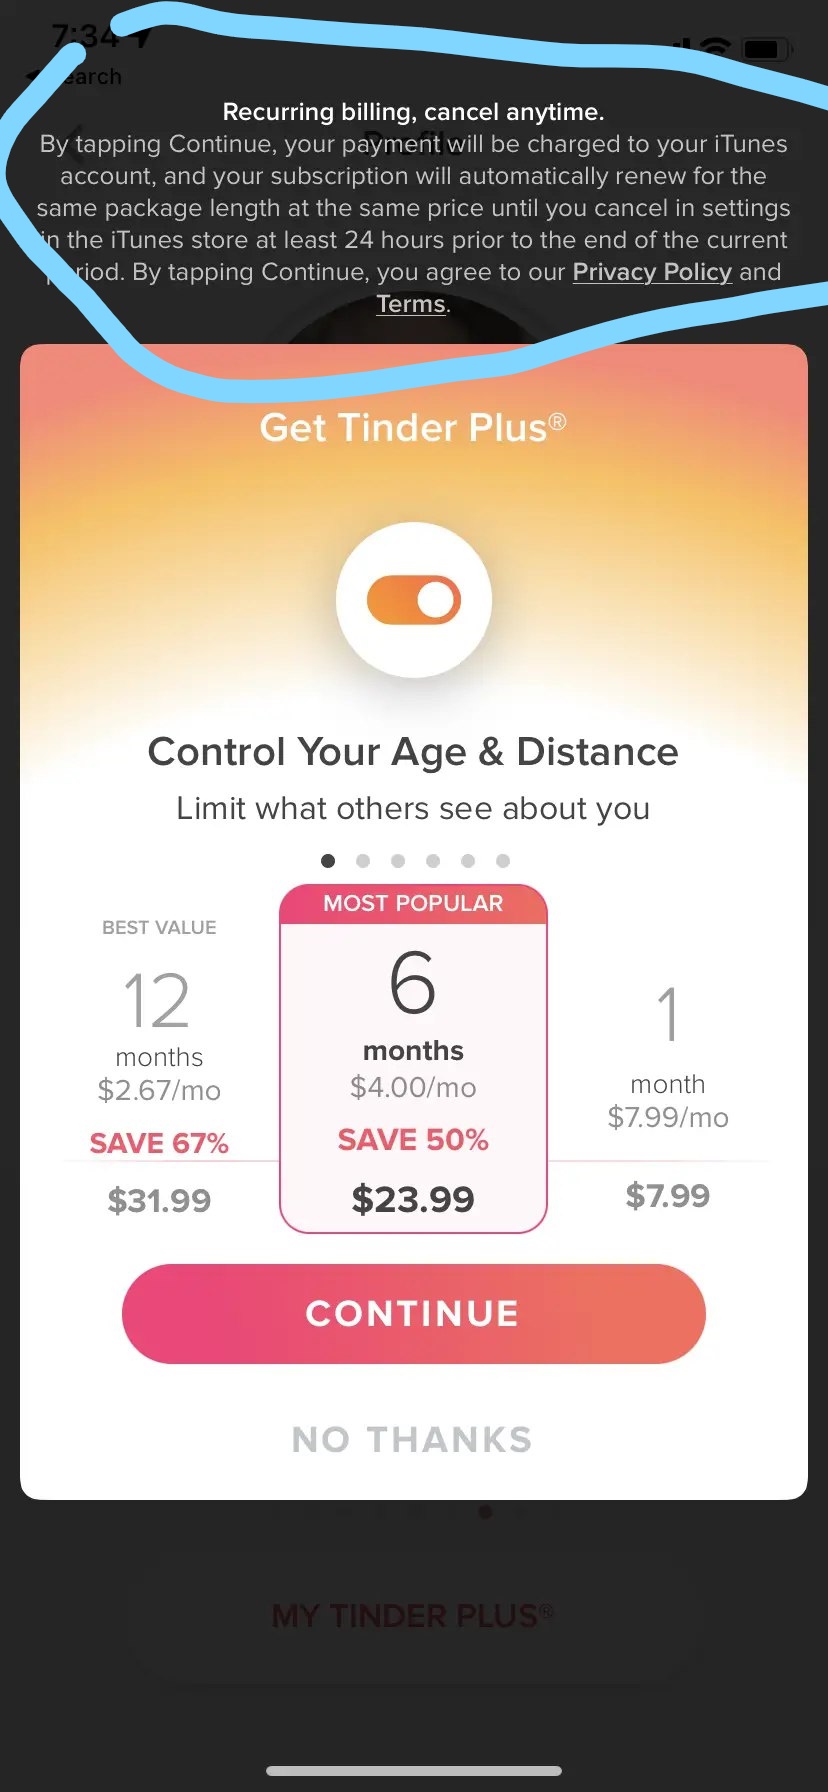 7:34
Search
Profile
Recurring billing, cancel anytime.
By tapping Continue, your payment will be charged to your iTunes
account, and your subscription will automatically renew for the
same package length at the same price until you cancel in settings
in the iTunes store at least 24 hours prior to the end of the current
period. By tapping Continue, you agree to our Privacy Policy and
Terms.
Get Tinder Plus®
Control Your Age & Distance
Limit what others see about you
BEST VALUE
12
months
$2.67/mo
SAVE 67%
$31.99
MOST POPULAR
6
months
$4.00/mo
SAVE 50%
$23.99
1
month
$7.99/mo
$7.99
CONTINUE
NO THANKS
MY TINDER PLUS®